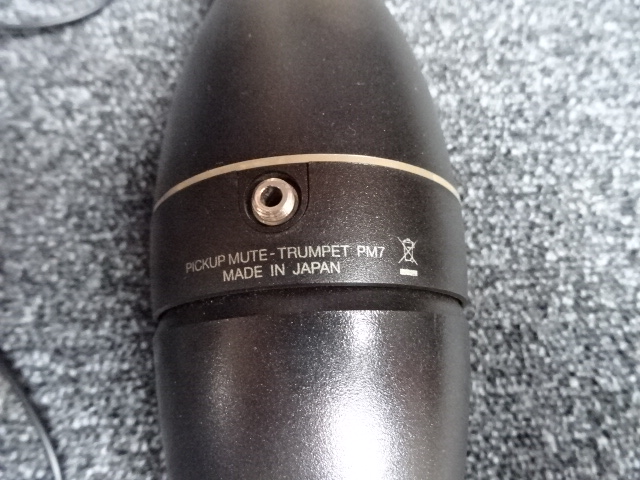 PICKUP MUTE - TRUMPET PM7
MADE IN JAPAN